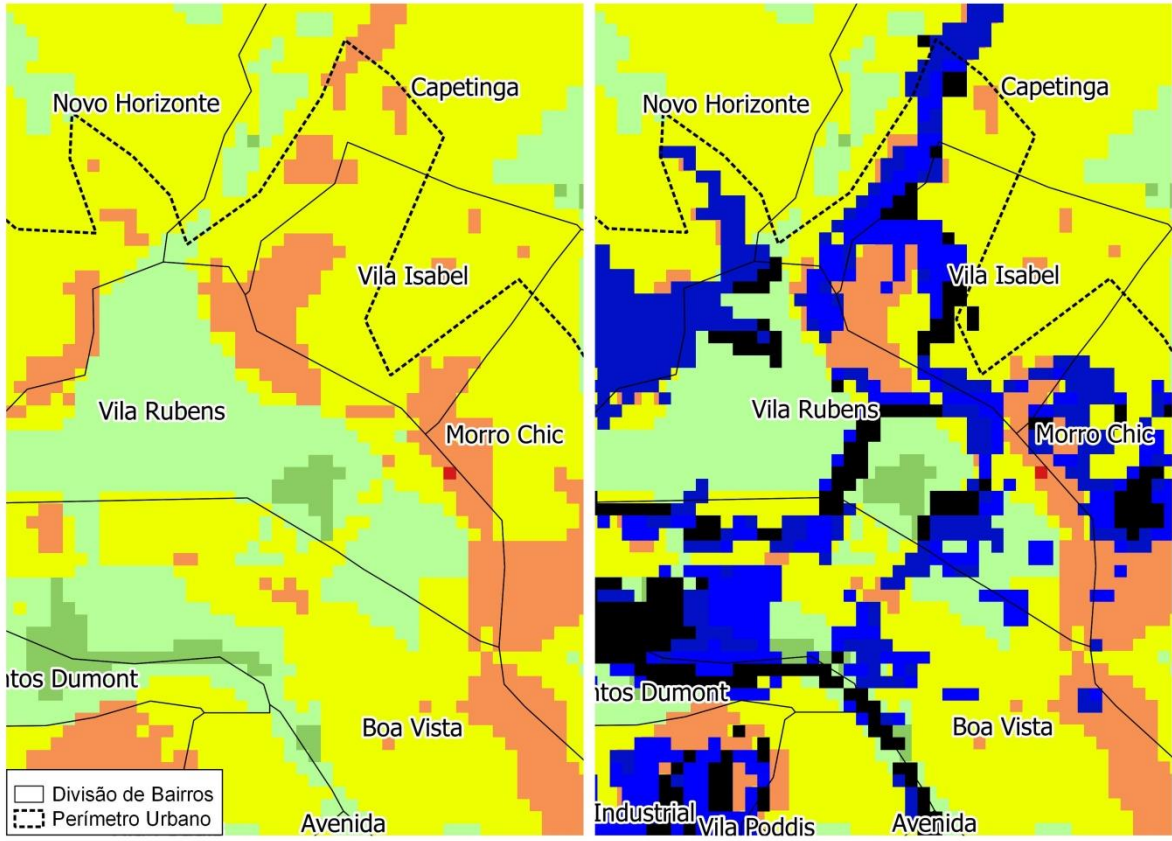 Capetinga
Novo Horizonte
Vila Isabel
Vila Rubens
Morro Chic
ntos Dumont
Boa Vista
Divisão de Bairros
Perímetro Urbano
Avenida
Capetinga
Novo Horizonte
Vila Isabel
Vila Rubens
Morro Chic
ntos Dumont
Boa Vista
Industrial
Vila Poddis
Avenida